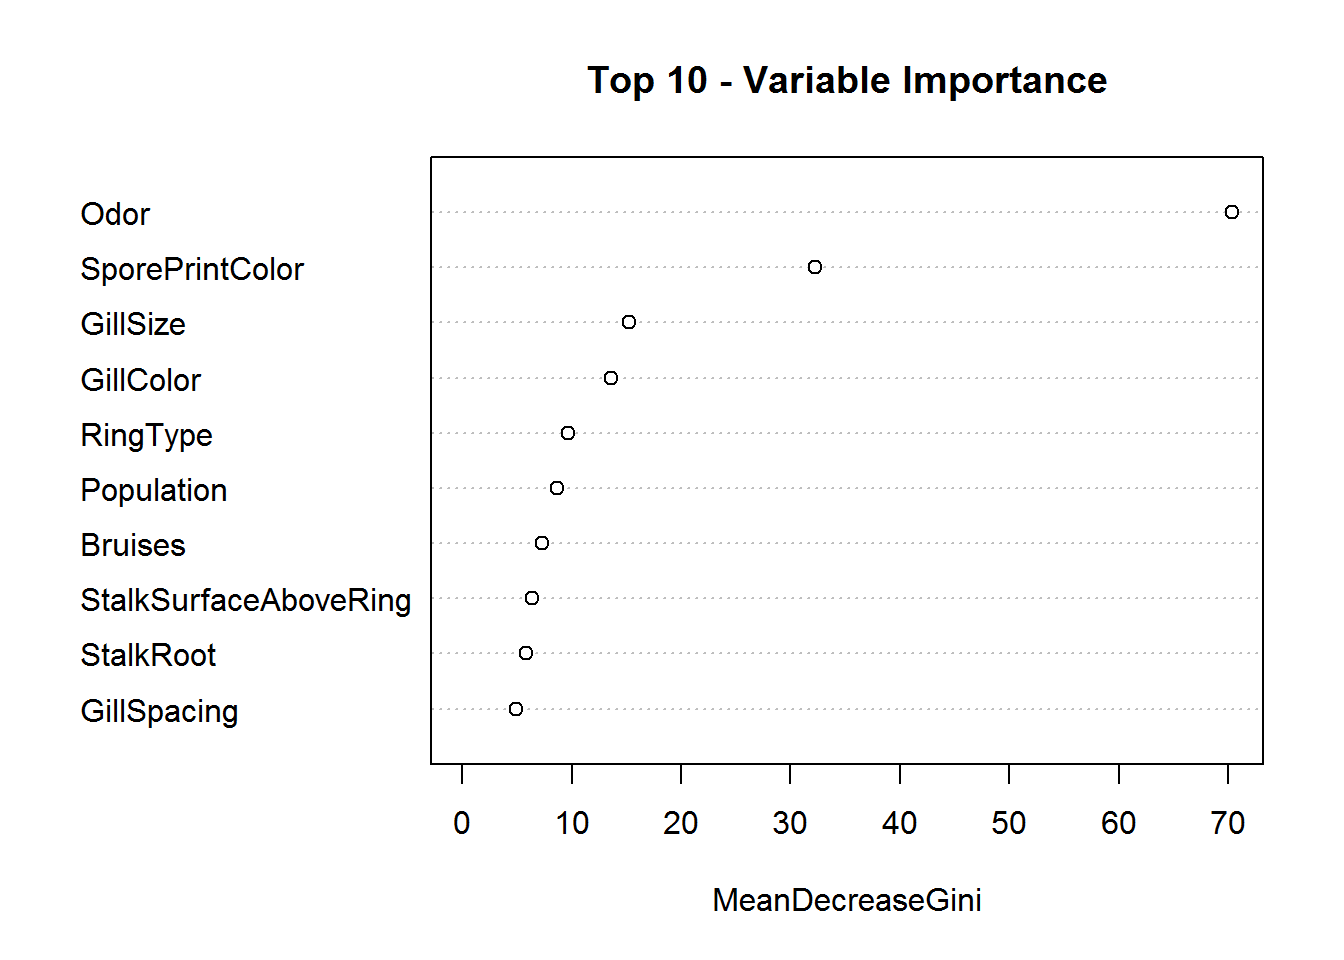 Top 10 - Variable Importance
Odor
SporePrintColor
GillSize
GillColor
RingType
Population
Bruises
StalkSurfaceAboveRing
StalkRoot
GillSpacing
0 10 20 30 40 50 60 70
MeanDecreaseGini